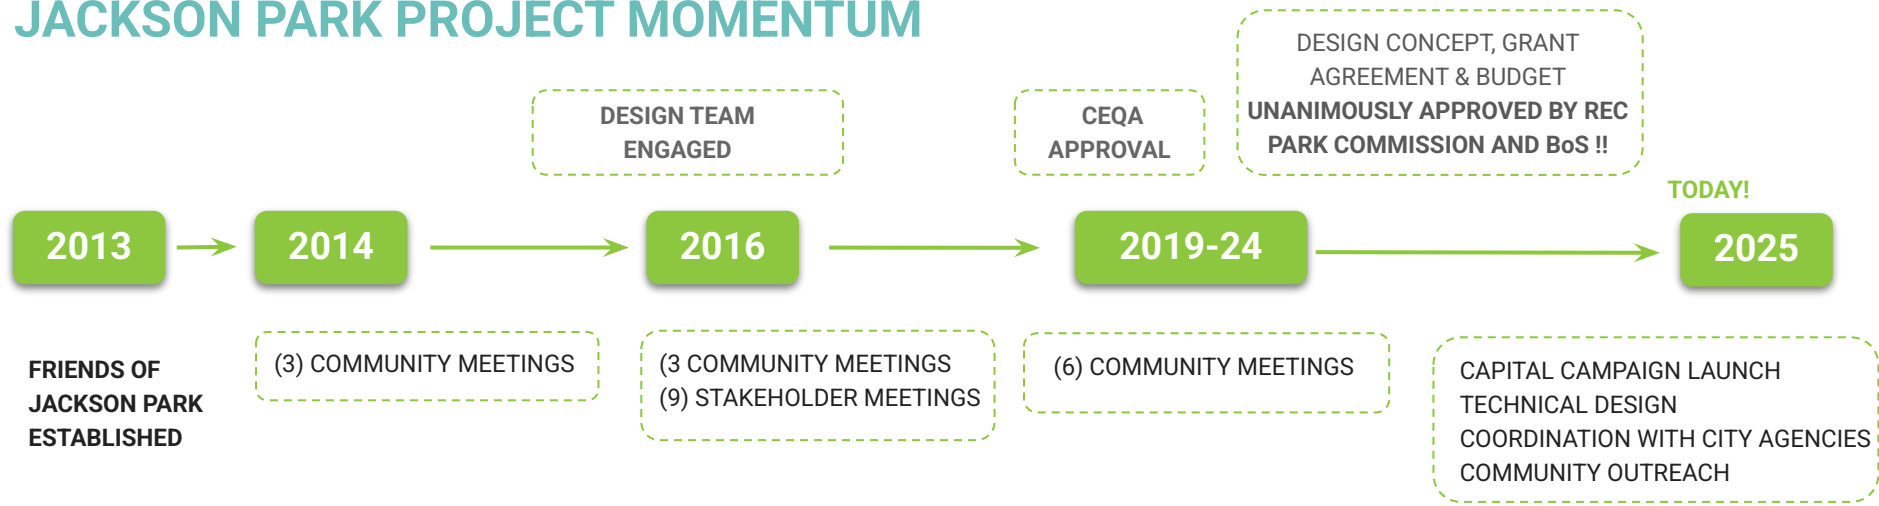 JACKSON PARK PROJECT MOMENTUM
DESIGN TEAM
ENGAGED
CEQA
APPROVAL
DESIGN CONCEPT, GRANT
AGREEMENT & BUDGET
UNANIMOUSLY APPROVED BY REC
PARK COMMISSION AND BoS !!
TODAY!
2013
2014
2016
2019-24
2025
FRIENDS OF
JACKSON PARK
ESTABLISHED
(3) COMMUNITY MEETINGS
(3 COMMUNITY MEETINGS
(9) STAKEHOLDER MEETINGS
(6) COMMUNITY MEETINGS
CAPITAL CAMPAIGN LAUNCH
TECHNICAL DESIGN
COORDINATION WITH CITY AGENCIES
COMMUNITY OUTREACH